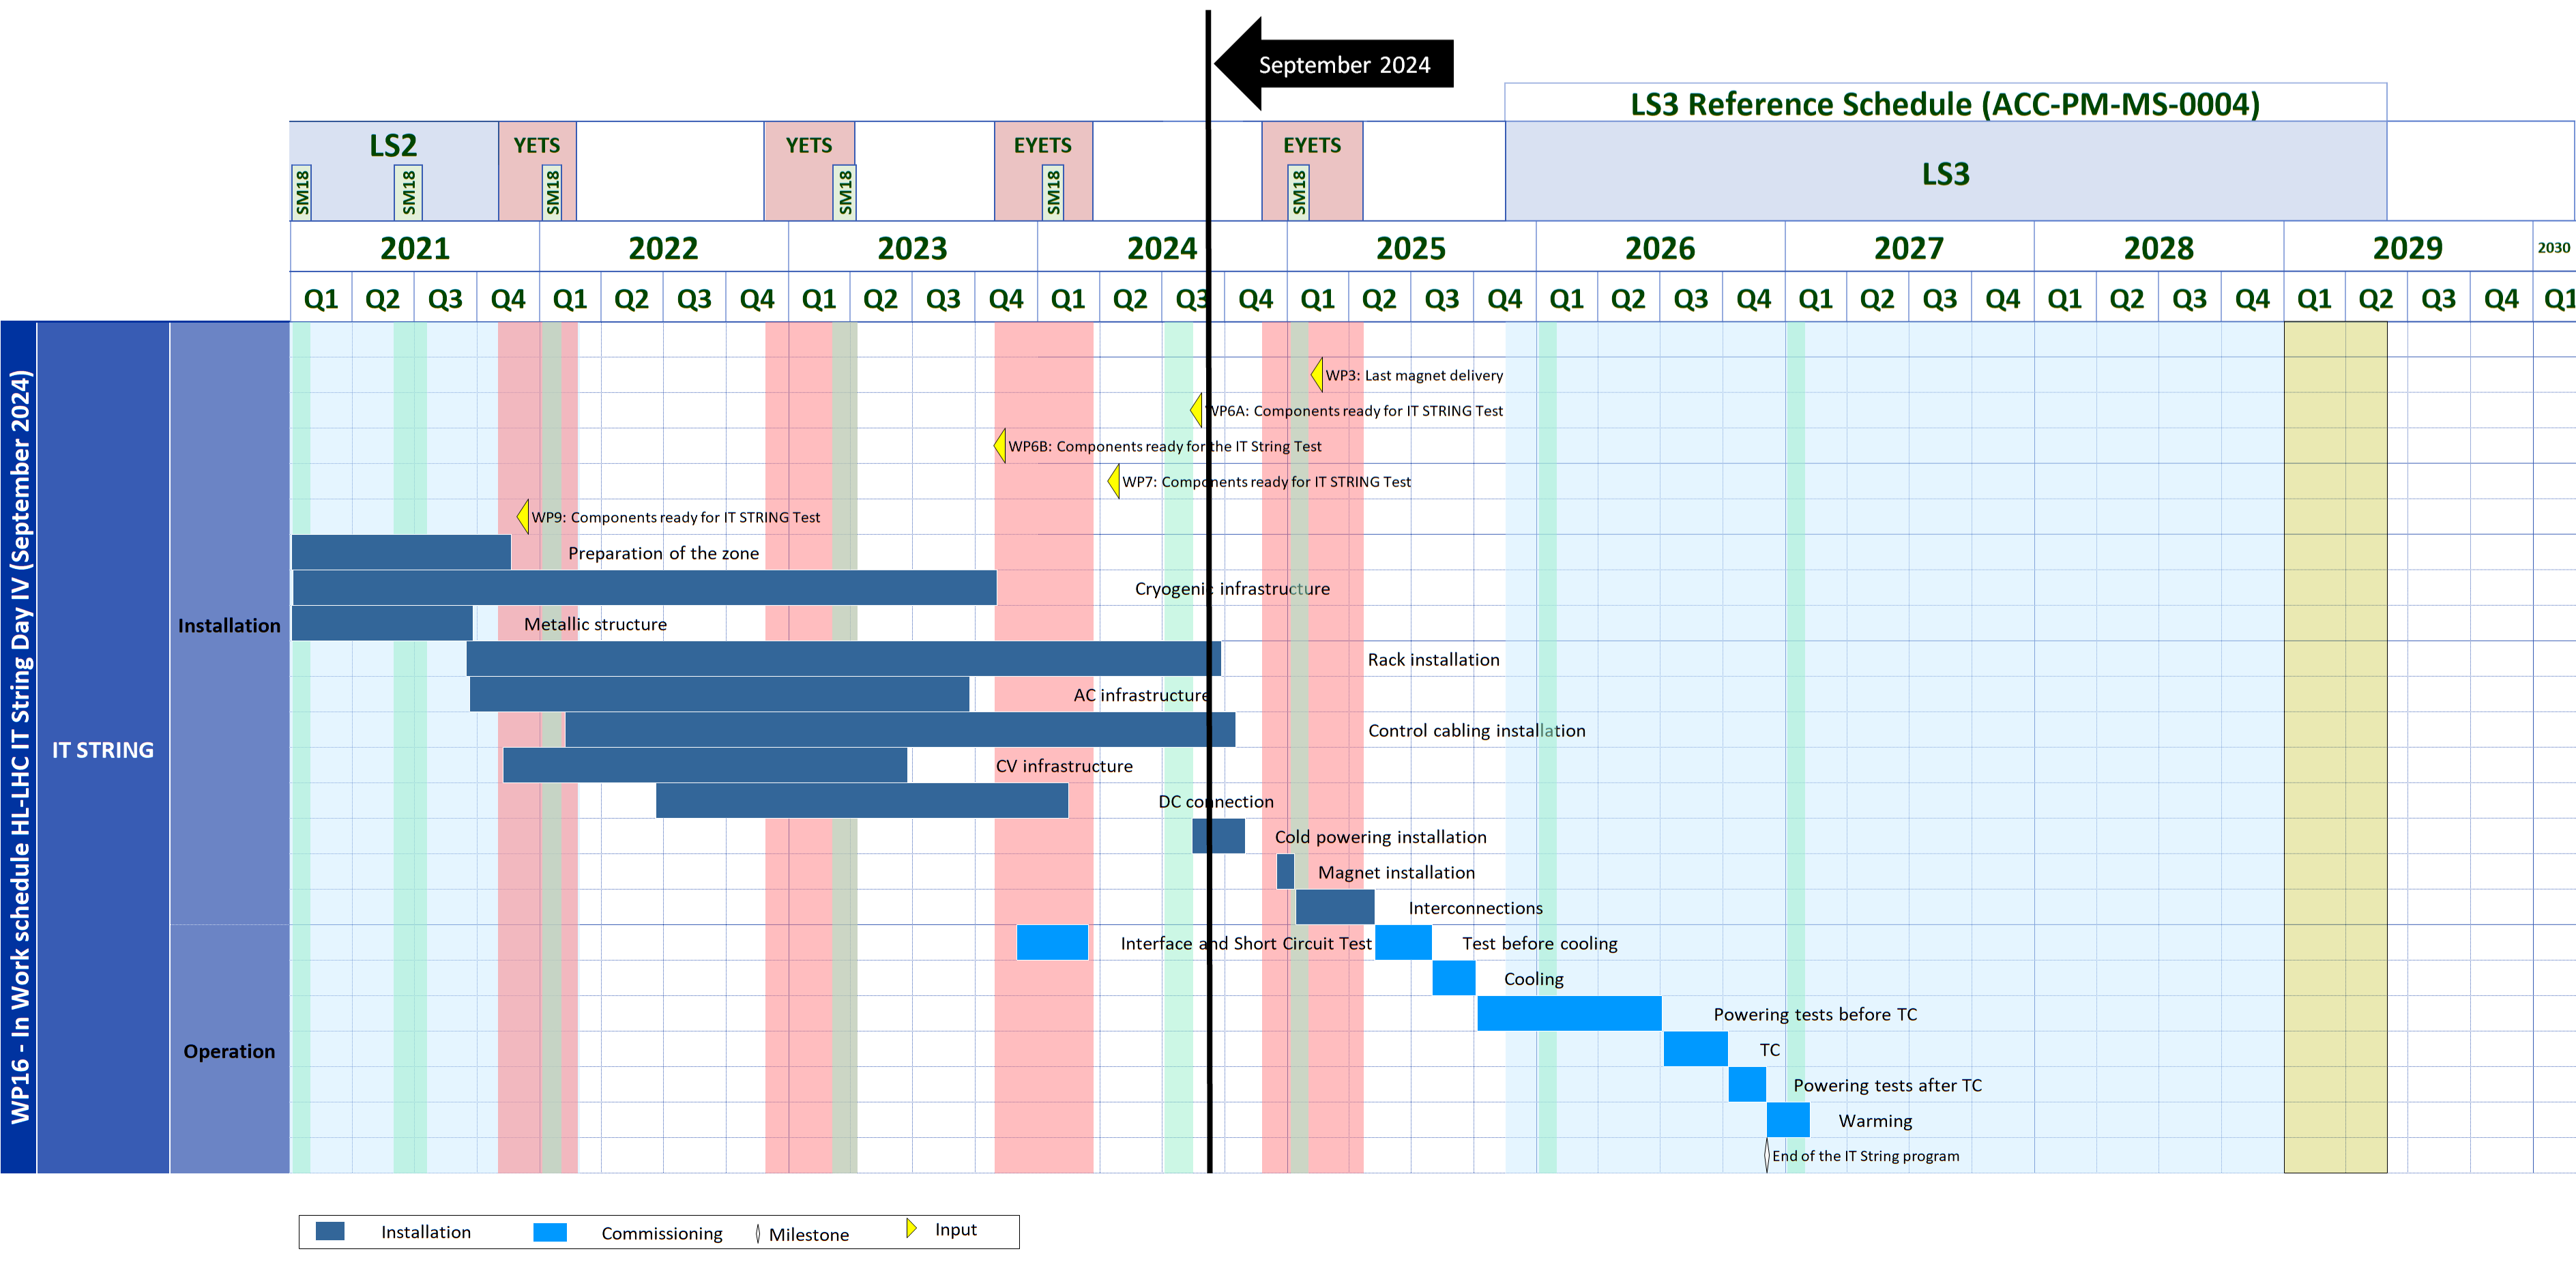 September 2024
LS3 Reference Schedule (ACC-PM-MS-0004)
LS2
YETS
YETS
EYETS
EYETS
LS3
SM18
SM18
SM18
SM18
SM18
SM18
2021
2022
2023
2024
2025
2026
2027
2028
2029
2030
Q1 Q2 Q3 Q4 Q1 Q2 Q3 Q4 Q1 Q2 Q3 Q4 Q1 Q2 Q3 Q4 Q1 Q2 Q3 Q4 Q1 Q2 Q3 Q4 Q1 Q2 Q3 Q4 Q1 Q2 Q3 Q4 Q1 Q2 Q3 Q4 Q1
WP16 - In Work schedule HL-LHC IT String Day IV (September 2024)
IT STRING
Installation
WP3: Last magnet delivery
WP6A: Components ready for IT STRING Test
WP6B: Components ready for the IT String Test
WP7: Components ready for IT STRING Test
WP9: Components ready for IT STRING Test
Preparation of the zone
Cryogenic infrastructure
Metallic structure
Rack installation
AC infrastructure
Control cabling installation
CV infrastructure
DC connection
Cold powering installation
Magnet installation
Interconnections
Operation
Interface and Short Circuit Test
Test before cooling
Cooling
Powering tests before TC
TC
Powering tests after TC
Warming
End of the IT String program
Installation
Commissioning
Milestone
Input